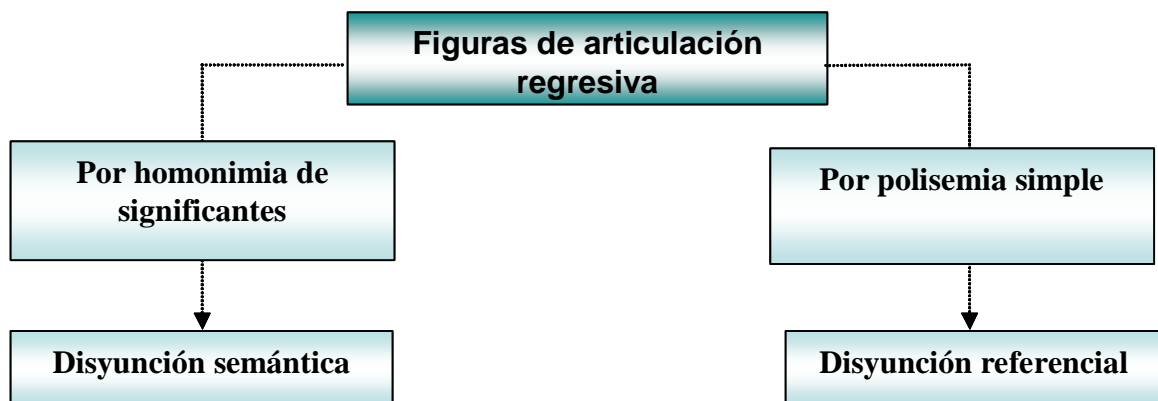 Figuras de articulación
regresiva
Por homonimia de
significantes
Por polisemia simple
Disyunción semántica
Disyunción referencial